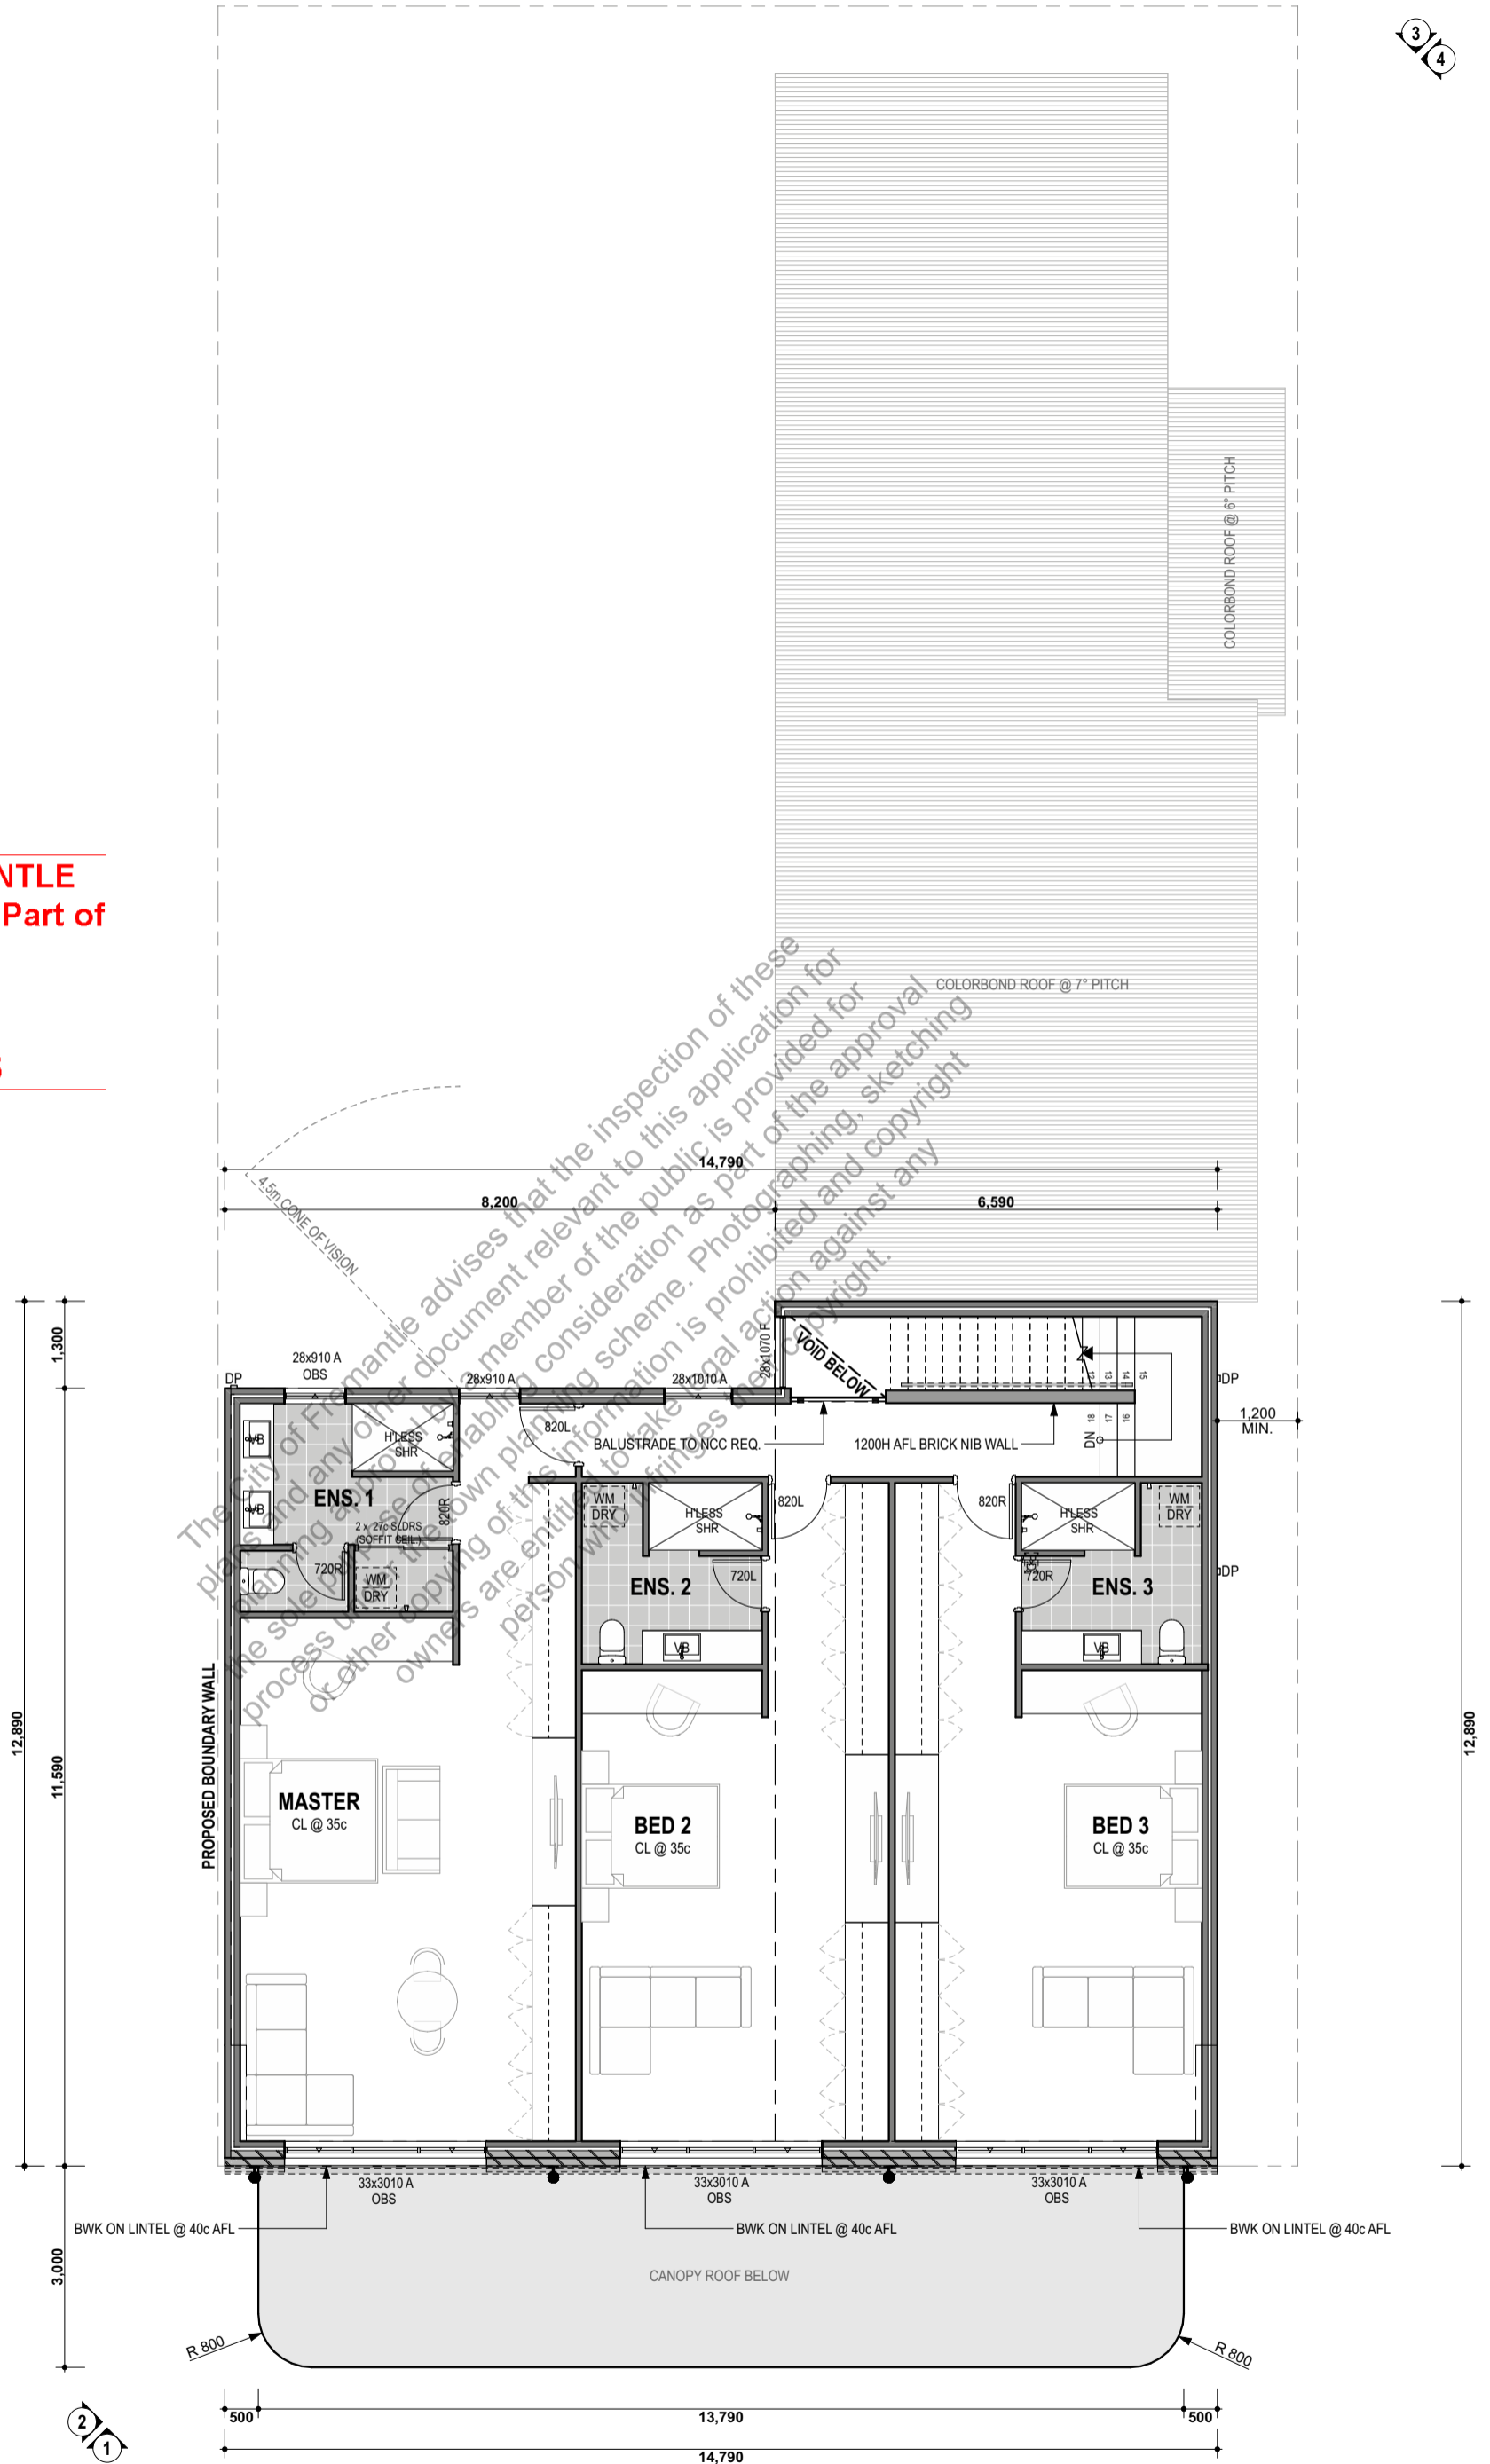 3
4
COLORBOND ROOF @ 6° PITCH
NTLE
Part of
COLORBOND ROOF @ 7° PITCH
The City of Fremantle advises that the inspection of these
plans and any other document relevant to this application for
planning approval by a member of the public is provided for
the sole purpose of enabling consideration as part of the approval
process under the town planning scheme. Photographing, sketching
or other copying of this information is prohibited and copyright
owners are entitled to take legal action against any
person who infringes their copyright.
14,790
8,200
6,590
4.5m CONE OF VISION
1,300
12,890
11,590
3,000
12,890
28x910 A
OBS
DP
28x910 A
28x1010 A
28x1070 F
VOID BELOW
12
13
14
15
DP
1,200
MIN.
820L
BALUSTRADE TO NCC REQ.
1200H AFL BRICK NIB WALL
DN
18
17
16
VB
H'LESS
SHR
ENS. 1
VB
820R
2 x 27c SLDRS
(SOFFIT CEIL.)
720R
WM
DRY
WM
DRY
H'LESS
SHR
820L
820R
H'LESS
SHR
WM
DRY
ENS. 2
720L
720R
ENS. 3
DP
VB
VB
PROPOSED BOUNDARY WALL
MASTER
CL @ 35c
BED 2
CL @ 35c
BED 3
CL @ 35c
33x3010 A
OBS
33x3010 A
OBS
33x3010 A
OBS
BWK ON LINTEL @ 40c AFL
BWK ON LINTEL @ 40c AFL
BWK ON LINTEL @ 40c AFL
CANOPY ROOF BELOW
R 800
R 800
500
13,790
500
14,790
2
1